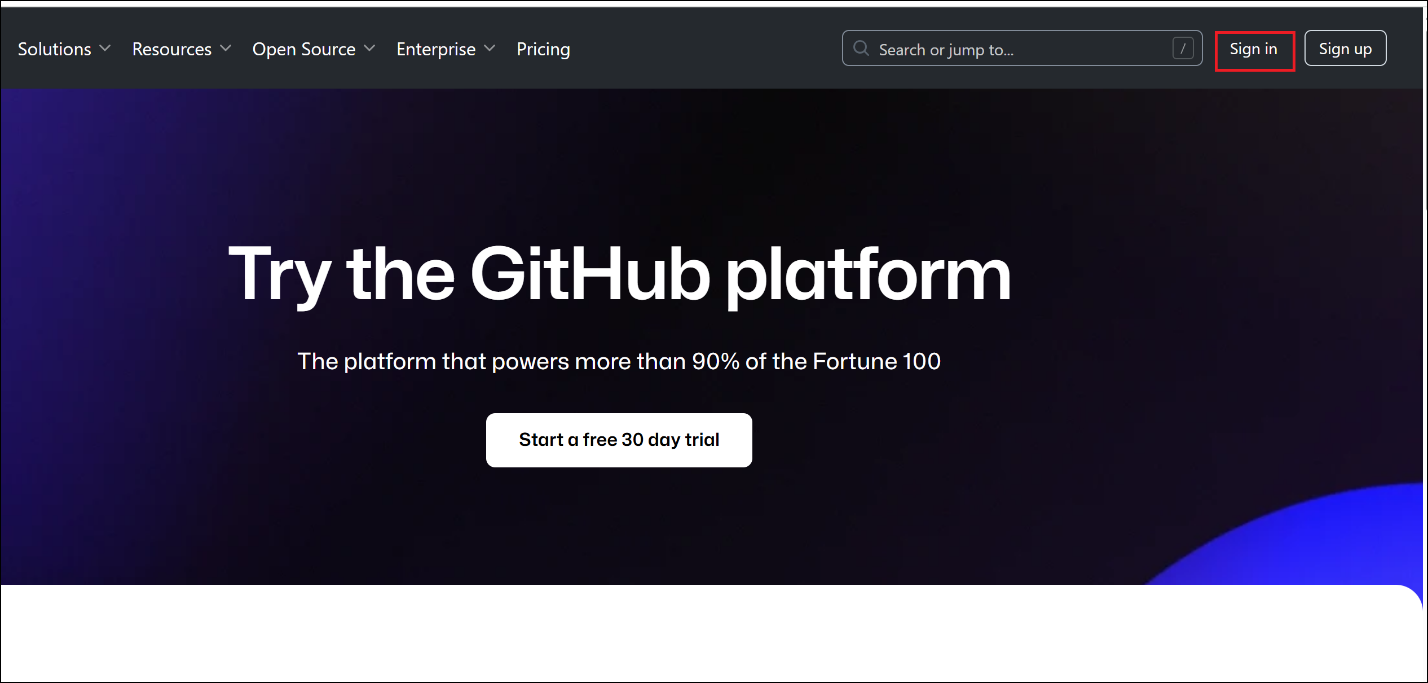 Solutions Resources Open Source Enterprise Pricing Search or jump to... / Sign in Sign up
Try the GitHub platform
The platform that powers more than 90% of the Fortune 100
Start a free 30 day trial